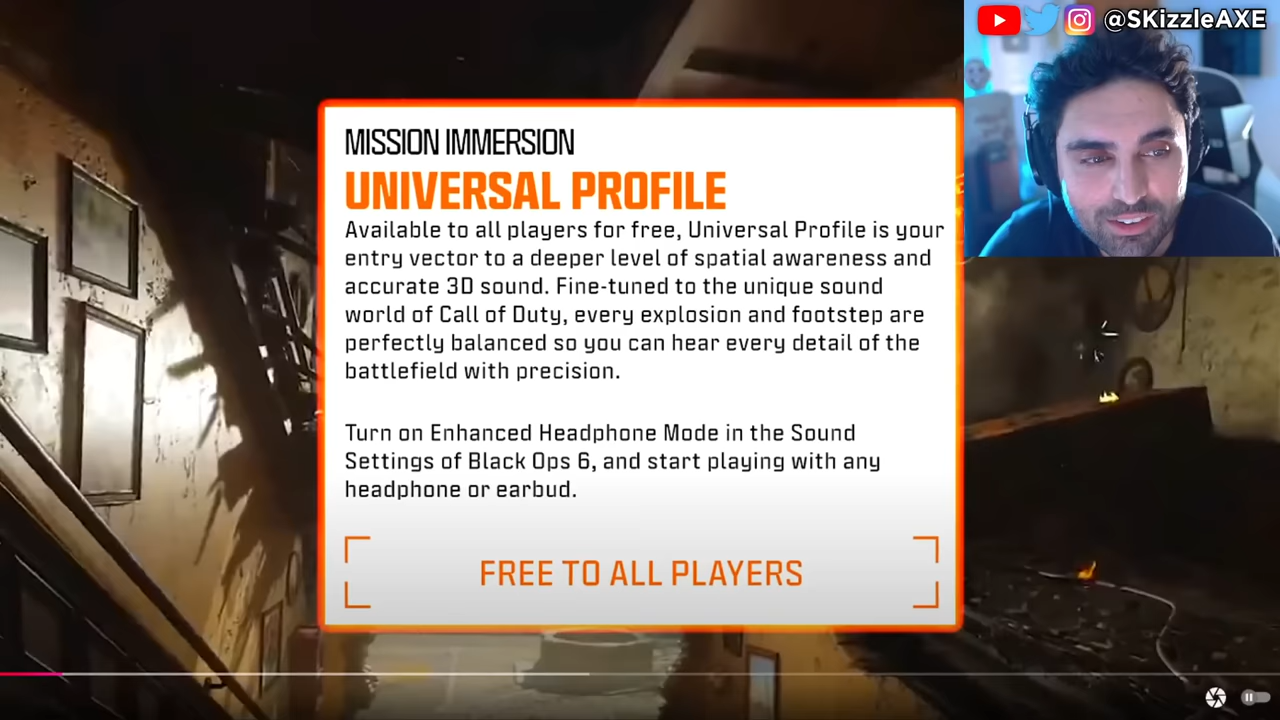 @SKizzleAXE
MISSION IMMERSION
UNIVERSAL PROFILE
Available to all players for free, Universal Profile is your
entry vector to a deeper level of spatial awareness and
accurate 3D sound. Fine-tuned to the unique sound
world of Call of Duty, every explosion and footstep are
perfectly balanced so you can hear every detail of the
battlefield with precision.
Turn on Enhanced Headphone Mode in the Sound
Settings of Black Ops 6, and start playing with any
headphone or earbud.
FREE TO ALL PLAYERS